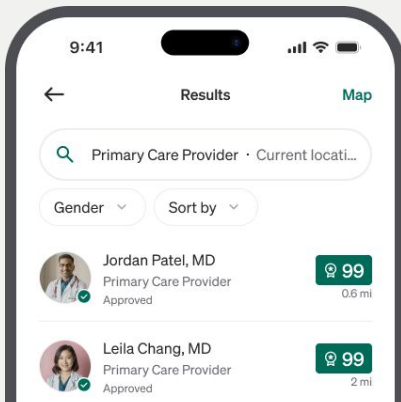 9:41
Results
Map
Primary Care Provider · Current locati...
Gender
Sort by
Jordan Patel, MD
99
Primary Care Provider
0.6 mi
Approved
Leila Chang, MD
99
Primary Care Provider
2 mi
Approved